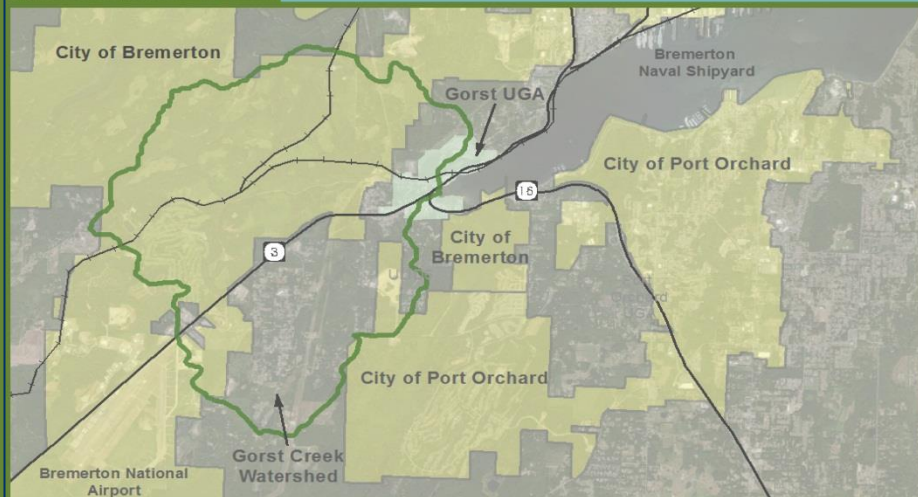 City of Bremerton
Bremerton
Naval Shipyard
Gorst UGA
City of Port Orchard
16
City of
Bremerton
3
City of Port Orchard
Gorst Creek
Watershed
Bremerton National
Airport